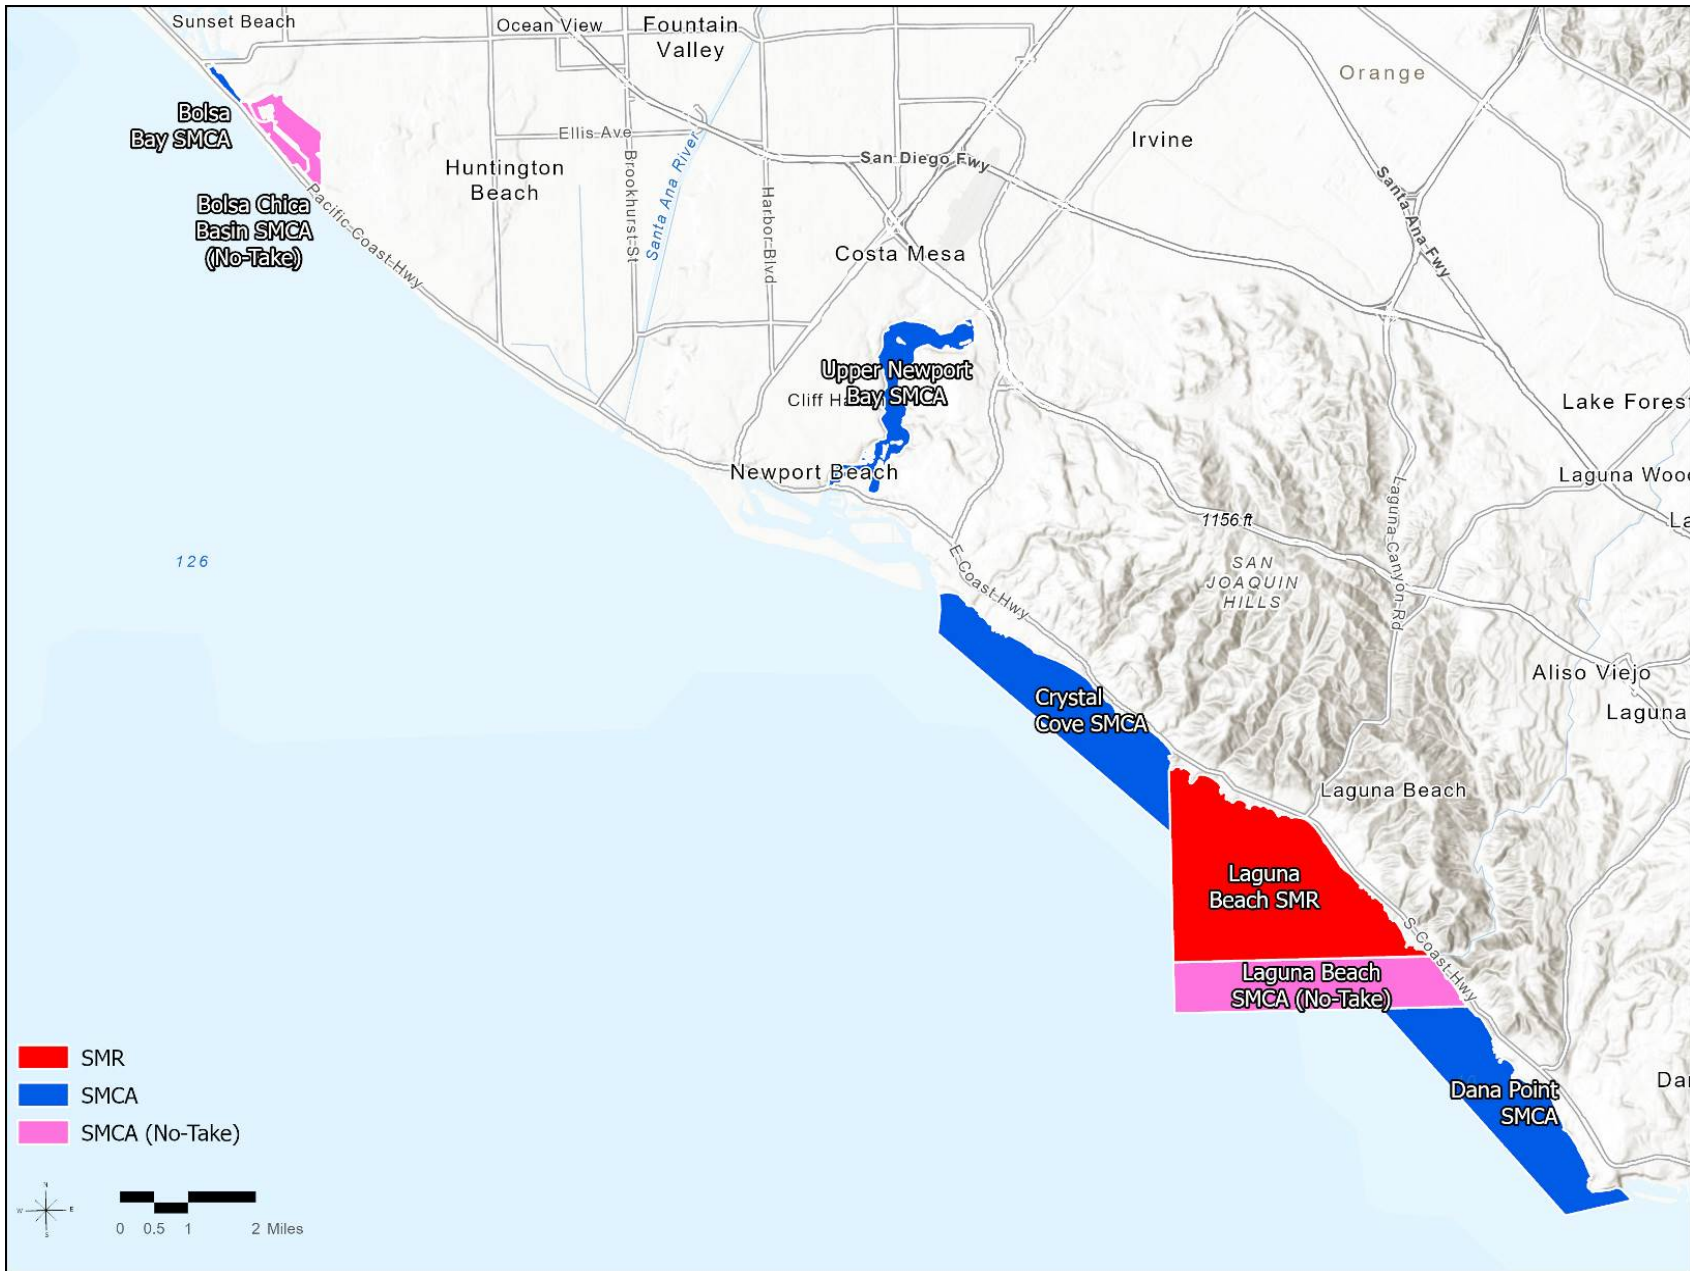 Sunset Beach
Ocean View
Fountain
Valley
Orange
Bolsa
Bay SMCA
Ellis Ave
Irvine
San Diego Fwy
Huntington
Beach
Brookhurst St
Santa Ana River
Harbor Blvd
Santa Ana Fwy
Bolsa Chica
Basin SMCA
(No-Take)
Pacific Coast Hwy
Costa Mesa
Upper Newport
Bay SMCA
Cliff Ha
Lake Forest
Newport Beach
Laguna Woo
La
1156 ft
Laguna Canyon Rd
126
SAN
JOAQUIN
HILLS
E Coast Hwy
Aliso Viejo
Crystal
Cove SMCA
Laguna
Laguna Beach
Laguna
Beach SMR
S Coast Hwy
Laguna Beach
SMCA (No-Take)
SMR
Dana Point
SMCA
Da
SMCA
SMCA (No-Take)
N
W E
S
0 0.5 1 2 Miles